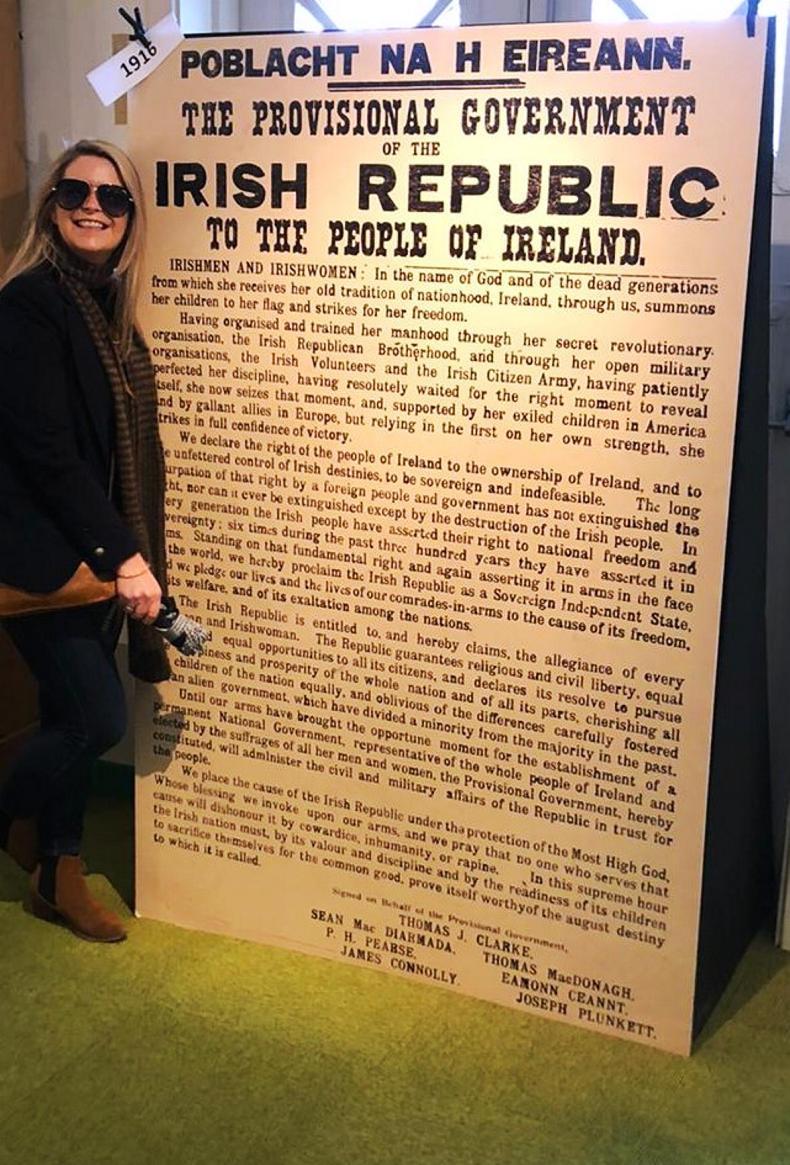 1916
POBLACHT NA H EIREANN.
THE PROVISIONAL GOVERNMENT
OF THE
IRISH REPUBLIC
TO THE PEOPLE OF IRELAND.
IRISHMEN AND IRISHWOMEN: In the name of God and of the dead generations
from which she receives her old tradition of nationhood, Ireland, through us, summons
her children to her flag and strikes for her freedom.
Having organised and trained her manhood through her secret revolutionary
organisation, the Irish Republican Brotherhood, and through her open military
organisations, the Irish Volunteers and the Irish Citizen Army, having patiently
perfected her discipline, having resolutely waited for the right moment to reveal
itself, she now seizes that moment, and, supported by her exiled children in America
and by gallant allies in Europe, but relying in the first on her own strength, she
strikes in full confidence of victory.
We declare the right of the people of Ireland to the ownership of Ireland, and to
e unfettered control of Irish destinies, to be sovereign and indefeasible. The long
urpation of that right by a foreign people and government has not extinguished the
ht, nor can it ever be extinguished except by the destruction of the Irish people. In
ery generation the Irish people have asserted their right to national freedom and
vereignty; six times during the past three hundred years they have asserted it in
ms. Standing on that fundamental right and again asserting it in arms in the face
the world, we hereby proclaim the Irish Republic as a Sovereign Independent State,
d we pledge our lives and the lives of our comrades-in-arms to the cause of its freedom,
its welfare, and of its exaltation among the nations.
The Irish Republic is entitled to, and hereby claims, the allegiance of every
n and Irishwoman. The Republic guarantees religious and civil liberty, equal
d equal opportunities to all its citizens, and declares its resolve to pursue
piness and prosperity of the whole nation and of all its parts, cherishing all
children of the nation equally, and oblivious of the differences carefully fostered
an alien government, which have divided a minority from the majority in the past.
Until our arms have brought the opportune moment for the establishment of a
permanent National Government, representative of the whole people of Ireland and
elected by the suffrages of all her men and women, the Provisional Government, hereby
constituted, will administer the civil and military affairs of the Republic in trust for
the people.
We place the cause of the Irish Republic under the protection of the Most High God,
Whose blessing we invoke upon our arms, and we pray that no one who serves that
cause will dishonour it by cowardice, inhumanity, or rapine. In this supreme hour
the Irish nation must, by its valour and discipline and by the readiness of its children
to sacrifice themselves for the common good, prove itself worthy of the august destiny
to which it is called.
Signed on Behalf of the Provisional Government,
THOMAS J. CLARKE,
SEAN Mac DIARMADA, THOMAS MacDONAGH,
P. H. PEARSE, EAMONN CEANNT,
JAMES CONNOLLY. JOSEPH PLUNKETT.